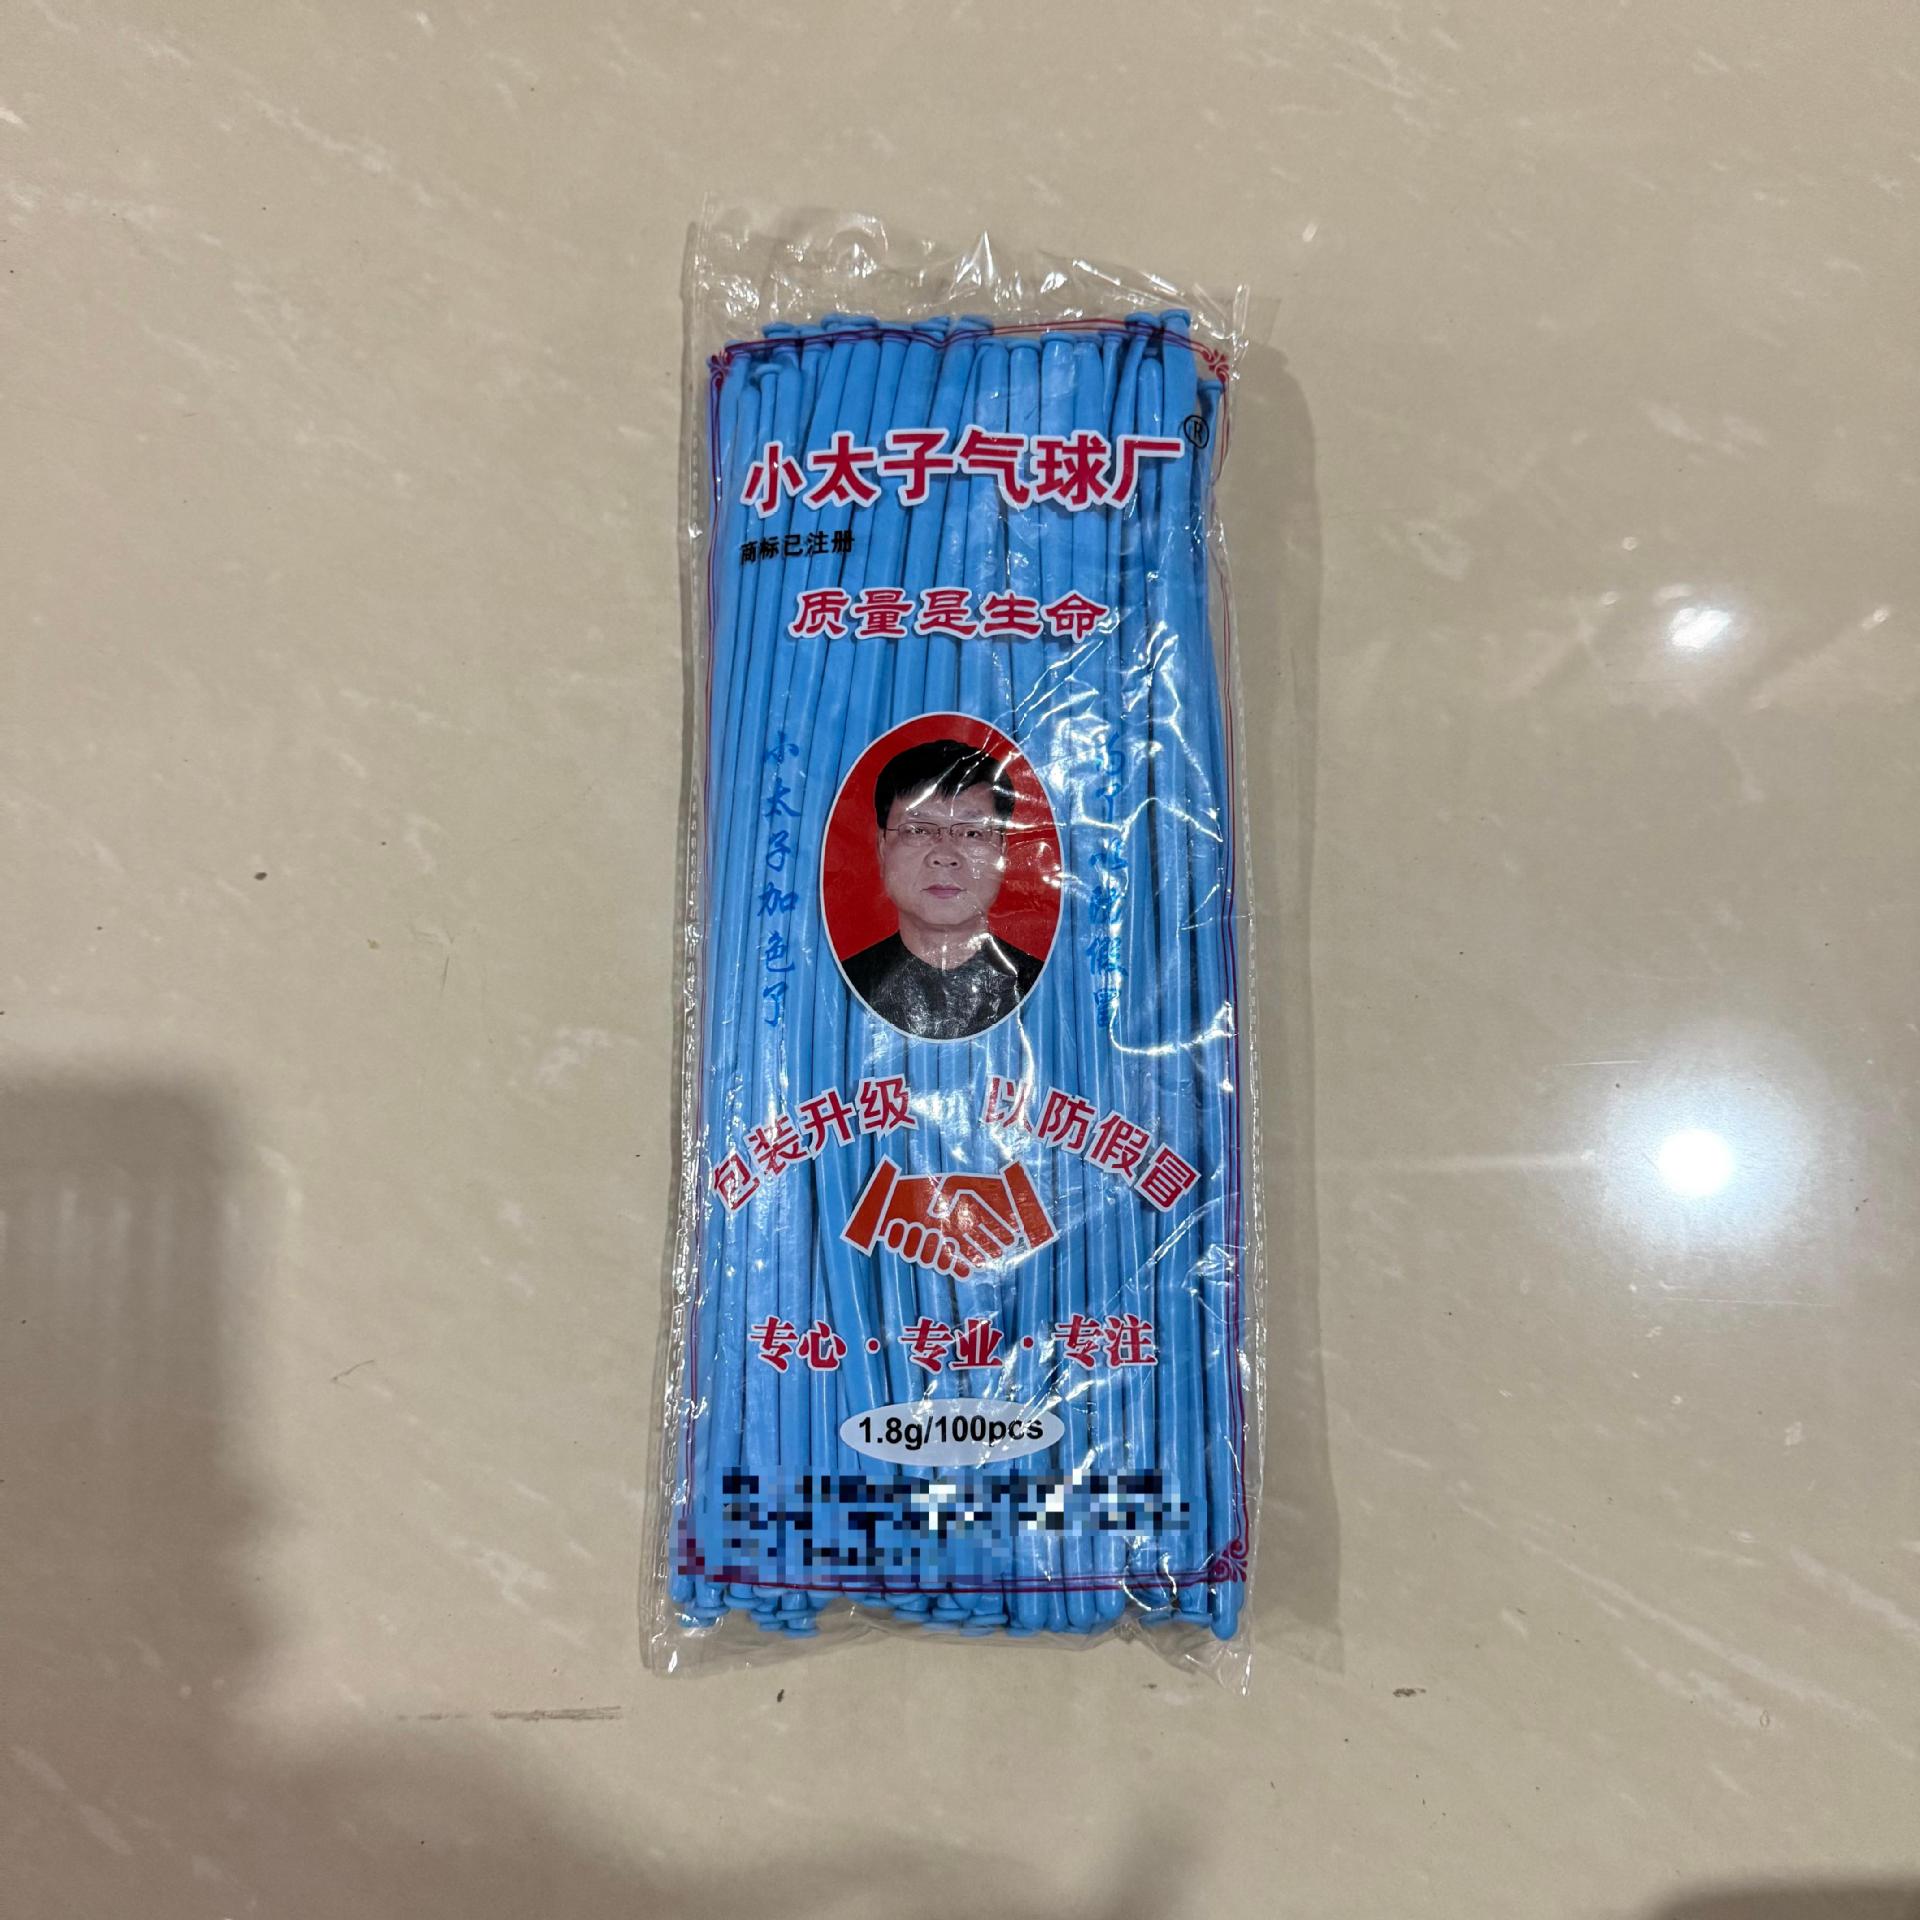 小太子气球厂®
商标已注册
质量是生命
小太子加色了
为了防假冒
包装升级 以防假冒
专心·专业·专注
1.8g/100pcs